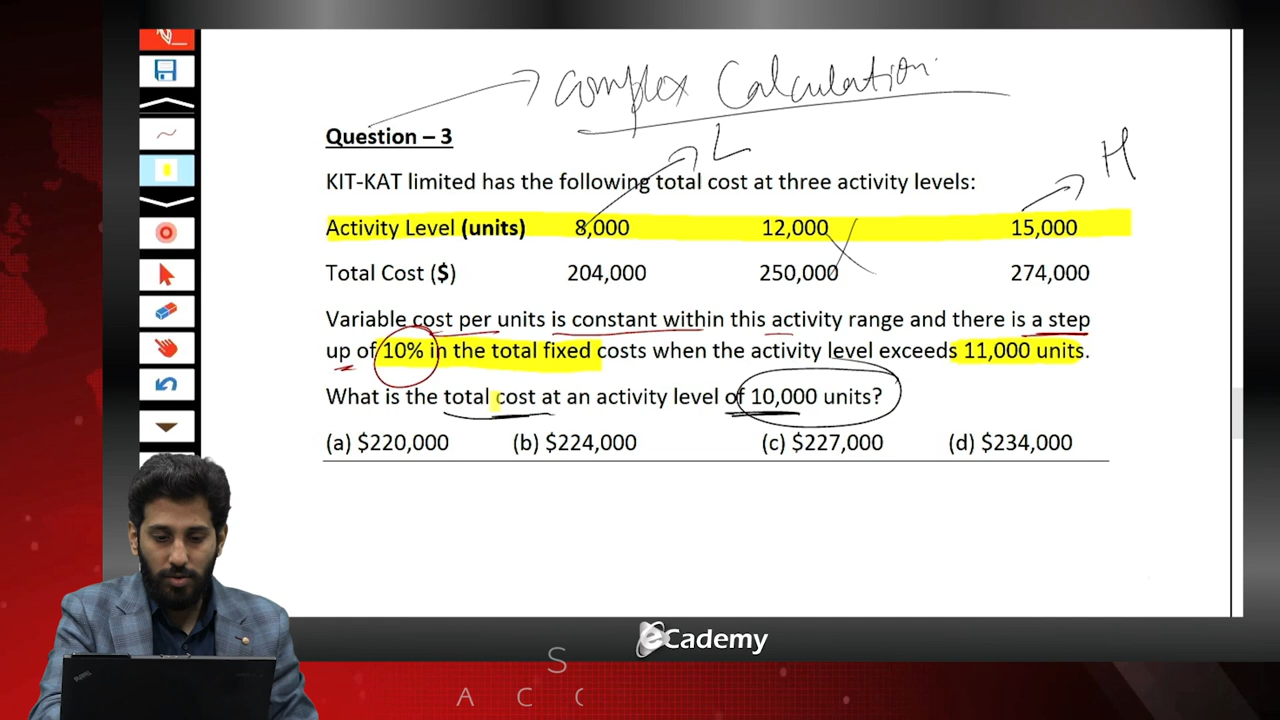 complex Calculation
Question – 3
L
H
KIT-KAT limited has the following total cost at three activity levels:
Activity Level (units) 8,000 12,000 15,000
Total Cost ($) 204,000 250,000 274,000
Variable cost per units is constant within this activity range and there is a step
up of 10% in the total fixed costs when the activity level exceeds 11,000 units.
What is the total cost at an activity level of 10,000 units?
(a) $220,000 (b) $224,000 (c) $227,000 (d) $234,000
eCademy
S
A C C